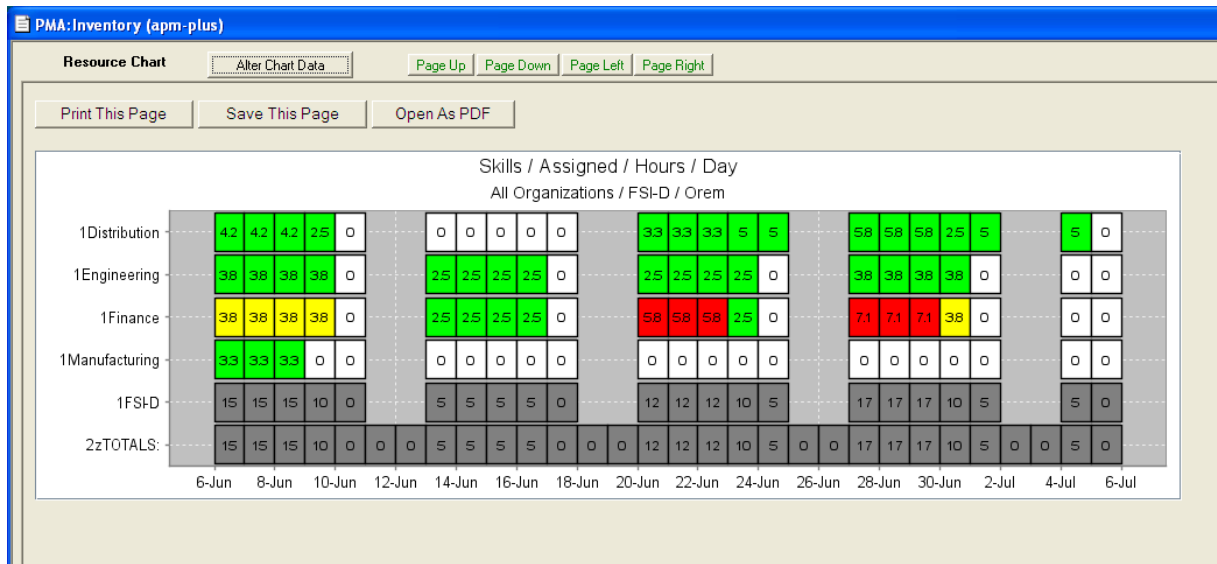 PMA:Inventory (apm-plus)
Resource Chart Alter Chart Data Page Up Page Down Page Left Page Right
Print This Page Save This Page Open As PDF
Skills / Assigned / Hours / Day
All Organizations / FSI-D / Orem
1Distribution 4.2 4.2 4.2 2.5 0 0 0 0 0 0 3.3 3.3 3.3 5 5 5.8 5.8 5.8 2.5 5 5 0
1Engineering 3.8 3.8 3.8 3.8 0 2.5 2.5 2.5 2.5 0 2.5 2.5 2.5 2.5 0 3.8 3.8 3.8 3.8 0 0 0
1Finance 3.8 3.8 3.8 3.8 0 2.5 2.5 2.5 2.5 0 5.8 5.8 5.8 2.5 0 7.1 7.1 7.1 3.8 0 0 0
1Manufacturing 3.3 3.3 3.3 0 0 0 0 0 0 0 0 0 0 0 0 0 0 0 0 0 0 0
1FSI-D 15 15 15 10 0 5 5 5 5 0 12 12 12 10 5 17 17 17 10 5 5 0
2zTOTALS: 15 15 15 10 0 0 0 5 5 5 5 0 0 0 12 12 12 10 5 0 0 17 17 17 10 5 0 0 5 0
6-Jun 8-Jun 10-Jun 12-Jun 14-Jun 16-Jun 18-Jun 20-Jun 22-Jun 24-Jun 26-Jun 28-Jun 30-Jun 2-Jul 4-Jul 6-Jul